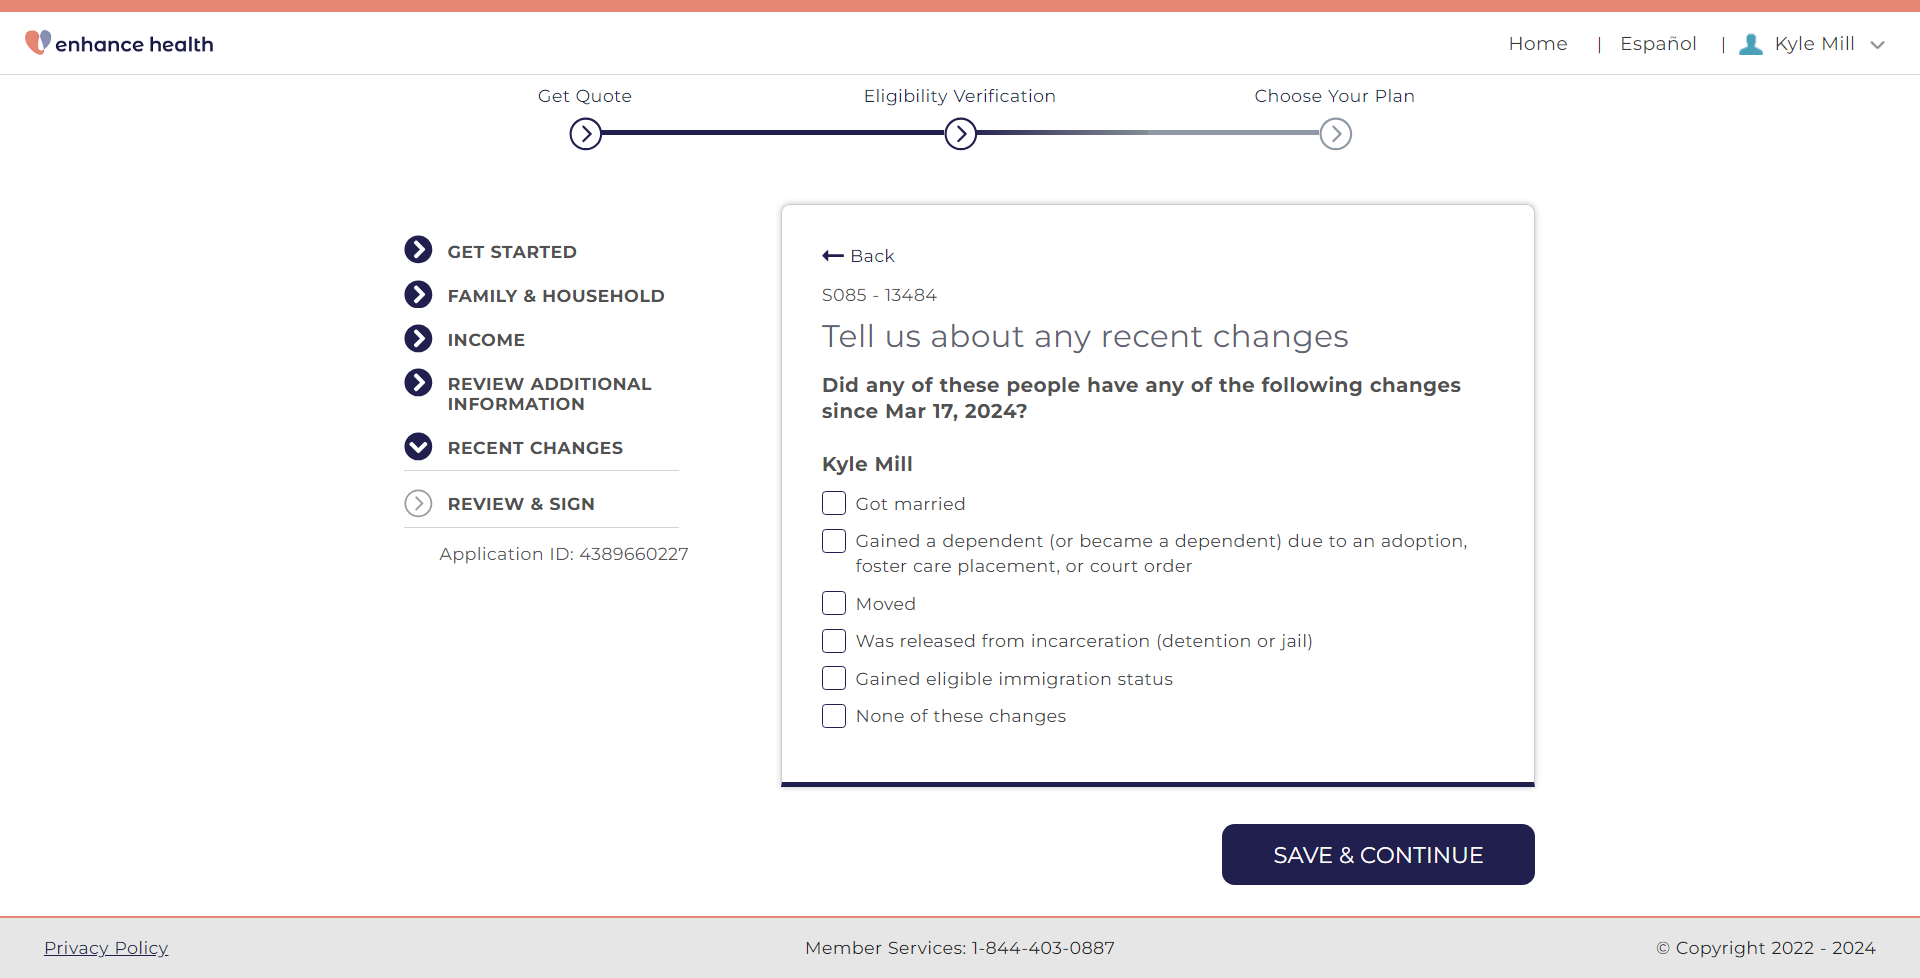 enhance health
Home | Español | Kyle Mill
Get Quote
Eligibility Verification
Choose Your Plan
GET STARTED
FAMILY & HOUSEHOLD
INCOME
REVIEW ADDITIONAL
INFORMATION
RECENT CHANGES
REVIEW & SIGN
Application ID: 4389660227
Back
S085 - 13484
Tell us about any recent changes
Did any of these people have any of the following changes
since Mar 17, 2024?
Kyle Mill
Got married
Gained a dependent (or became a dependent) due to an adoption,
foster care placement, or court order
Moved
Was released from incarceration (detention or jail)
Gained eligible immigration status
None of these changes
SAVE & CONTINUE
Privacy Policy
Member Services: 1-844-403-0887
© Copyright 2022 - 2024